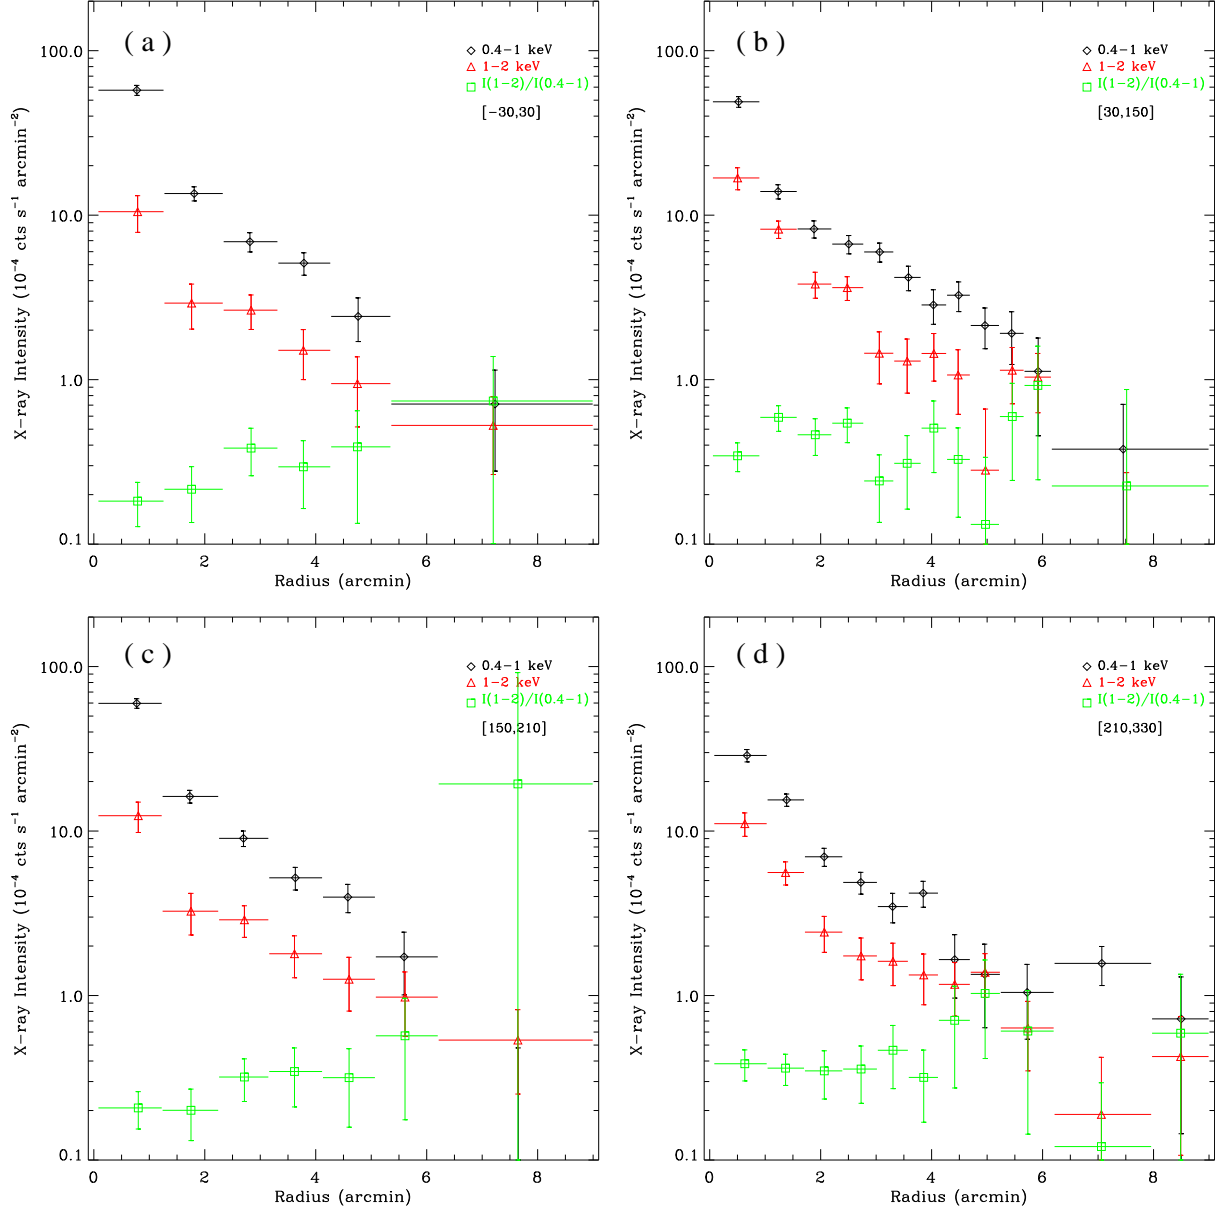 ( a )
0.4−1 keV
1−2 keV
I(1−2)/I(0.4−1)
[−30,30]
100.0
10.0
1.0
0.1
X−ray Intensity (10⁻⁴ cts s⁻¹ arcmin⁻²)
0 2 4 6 8
Radius (arcmin)
( b )
0.4−1 keV
1−2 keV
I(1−2)/I(0.4−1)
[30,150]
100.0
10.0
1.0
0.1
X−ray Intensity (10⁻⁴ cts s⁻¹ arcmin⁻²)
0 2 4 6 8
Radius (arcmin)
( c )
0.4−1 keV
1−2 keV
I(1−2)/I(0.4−1)
[150,210]
100.0
10.0
1.0
0.1
X−ray Intensity (10⁻⁴ cts s⁻¹ arcmin⁻²)
0 2 4 6 8
Radius (arcmin)
( d )
0.4−1 keV
1−2 keV
I(1−2)/I(0.4−1)
[210,330]
100.0
10.0
1.0
0.1
X−ray Intensity (10⁻⁴ cts s⁻¹ arcmin⁻²)
0 2 4 6 8
Radius (arcmin)